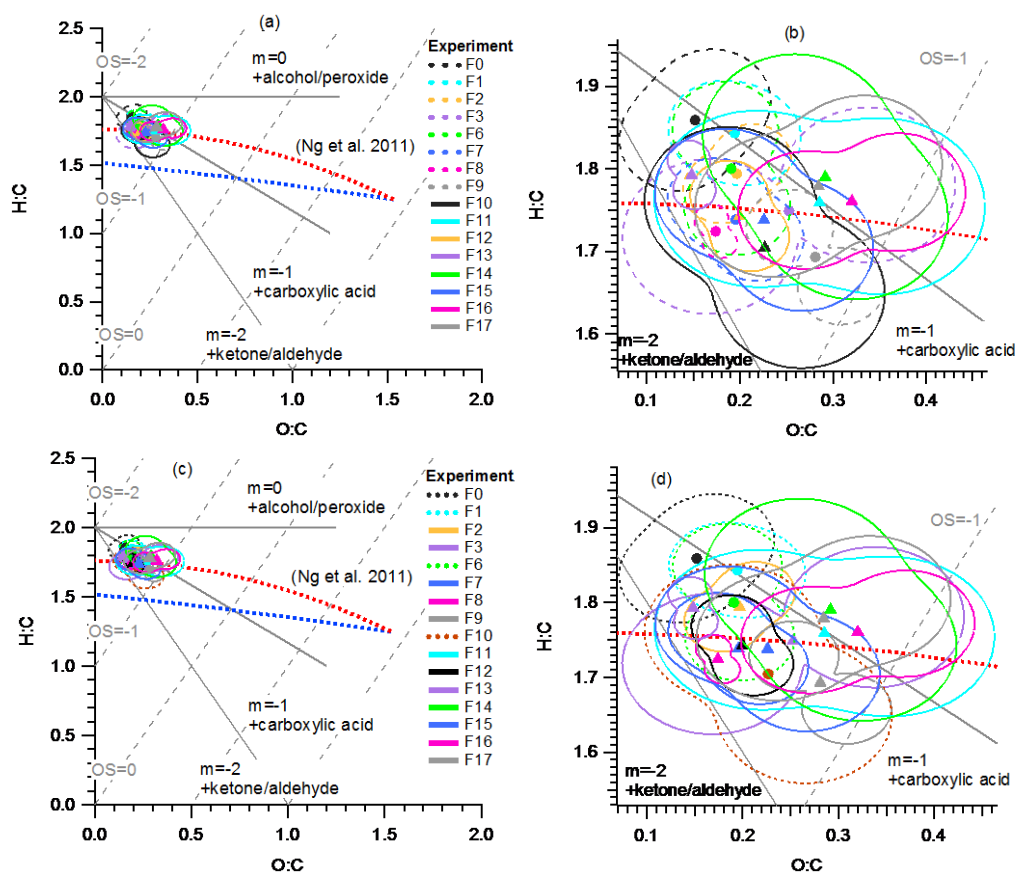 (a)
2.5
2.0
1.5
1.0
0.5
0.0
H:C
0.0
0.5
1.0
1.5
2.0
O:C
OS=-2
OS=-1
OS=0
m=0
+alcohol/peroxide
(Ng et al. 2011)
m=-1
+carboxylic acid
m=-2
+ketone/aldehyde
Experiment
F0
F1
F2
F3
F6
F7
F8
F9
F10
F11
F12
F13
F14
F15
F16
F17
(b)
1.9
1.8
1.7
1.6
H:C
0.1
0.2
0.3
0.4
O:C
OS=-1
m=-2
+ketone/aldehyde
m=-1
+carboxylic acid
(c)
2.5
2.0
1.5
1.0
0.5
0.0
H:C
0.0
0.5
1.0
1.5
2.0
O:C
OS=-2
OS=-1
OS=0
m=0
+alcohol/peroxide
(Ng et al. 2011)
m=-1
+carboxylic acid
m=-2
+ketone/aldehyde
Experiment
F0
F1
F2
F3
F6
F7
F8
F9
F10
F11
F12
F13
F14
F15
F16
F17
(d)
1.9
1.8
1.7
1.6
H:C
0.1
0.2
0.3
0.4
O:C
OS=-1
m=-2
+ketone/aldehyde
m=-1
+carboxylic acid